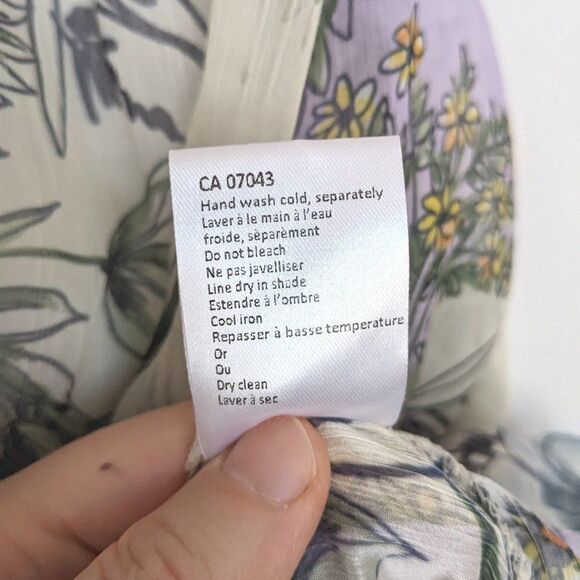 CA 07043
Hand wash cold, separately
Laver à le main à l'eau
froide, sèparèment
Do not bleach
Ne pas javelliser
Line dry in shade
Estendre à l'ombre
Cool iron
Repasser à basse temperature
Or
Ou
Dry clean
Laver à sec